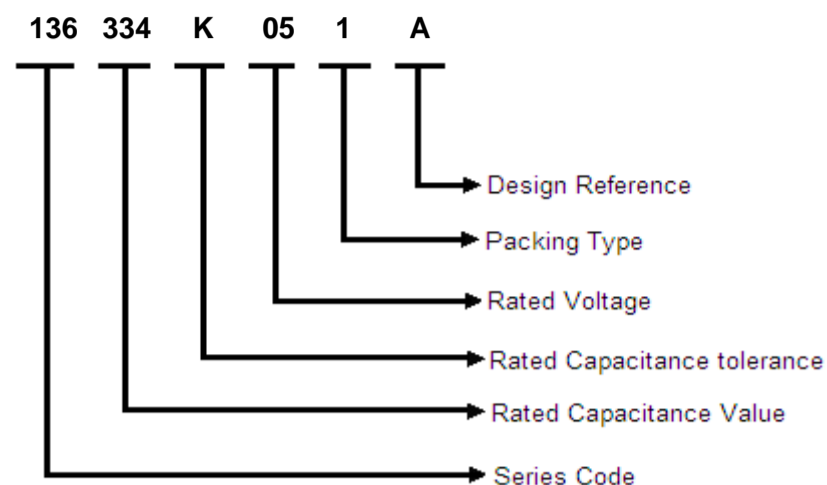 136 334 K 05 1 A
Design Reference
Packing Type
Rated Voltage
Rated Capacitance tolerance
Rated Capacitance Value
Series Code